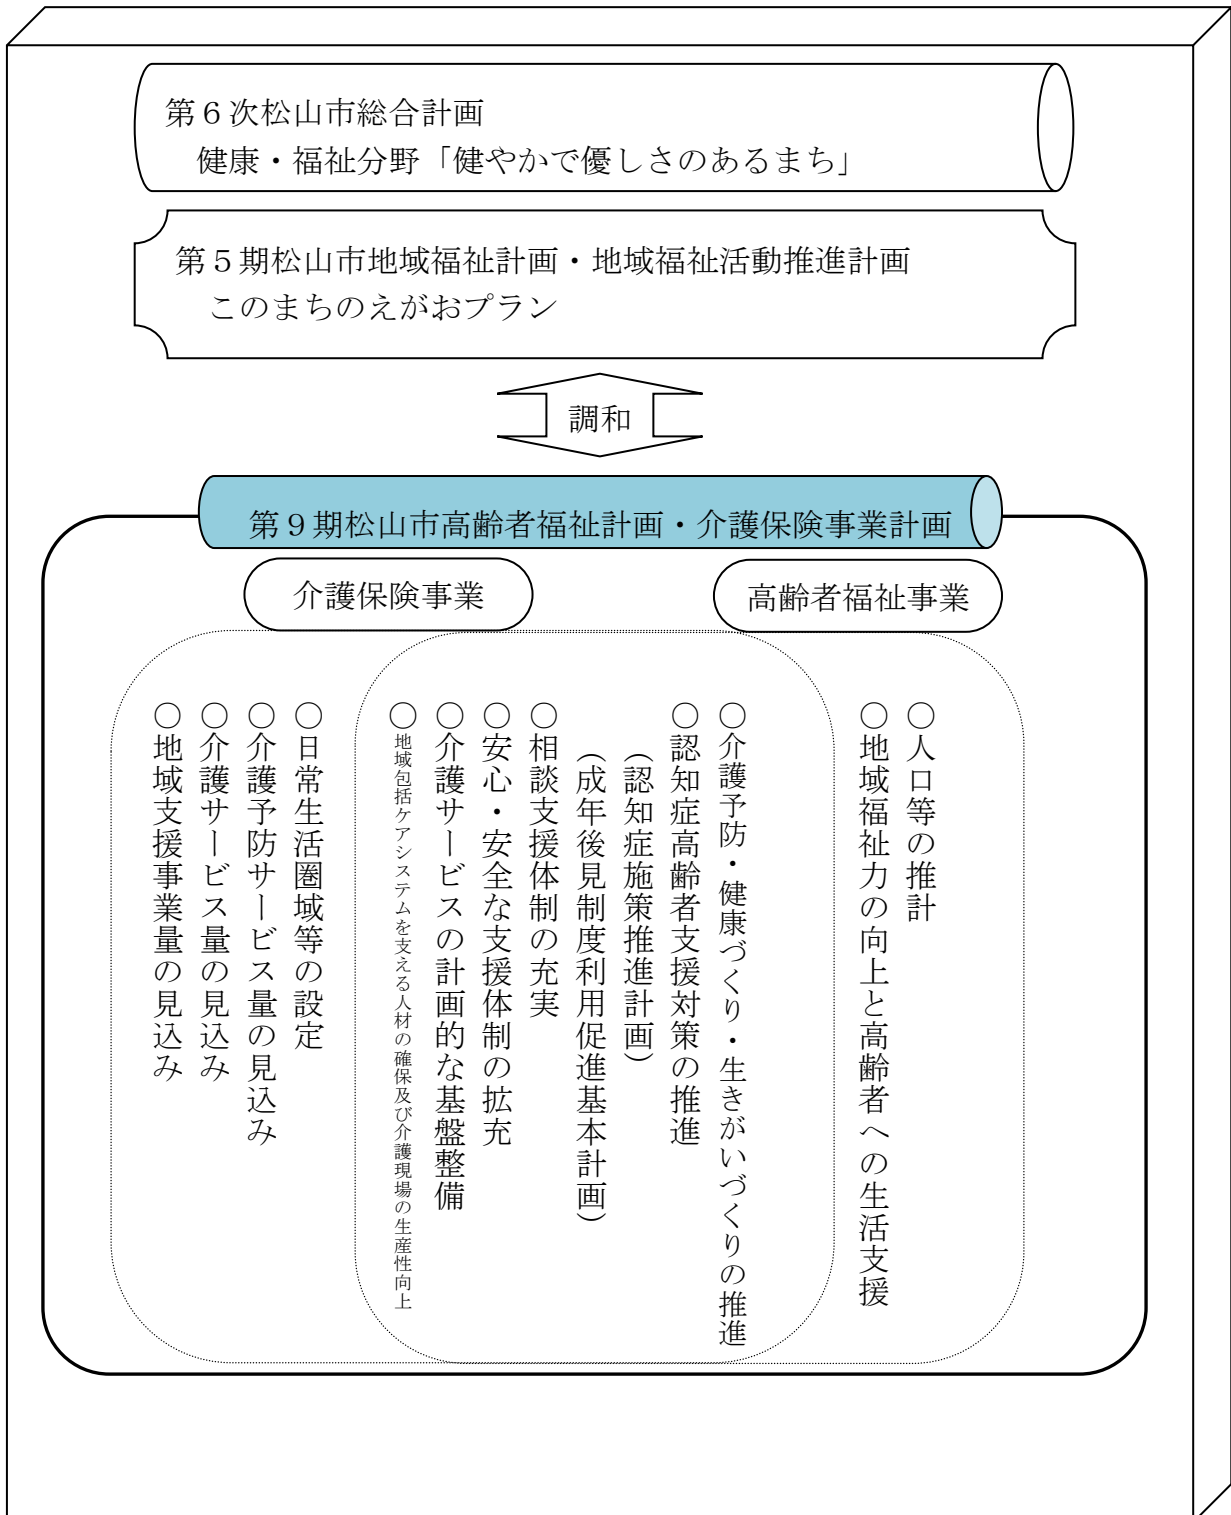 第６次松山市総合計画
健康・福祉分野「健やかで優しさのあるまち」
第５期松山市地域福祉計画・地域福祉活動推進計画
このまちのえがおプラン
調和
第９期松山市高齢者福祉計画・介護保険事業計画
介護保険事業
高齢者福祉事業
○人口等の推計
○地域福祉力の向上と高齢者への生活支援
○介護予防・健康づくり・生きがいづくりの推進
○認知症高齢者支援対策の推進
（認知症施策推進計画）
（成年後見制度利用促進基本計画）
○相談支援体制の充実
○安心・安全な支援体制の拡充
○介護サービスの計画的な基盤整備
○地域包括ケアシステムを支える人材の確保及び介護現場の生産性向上
○日常生活圏域等の設定
○介護予防サービス量の見込み
○介護サービス量の見込み
○地域支援事業量の見込み